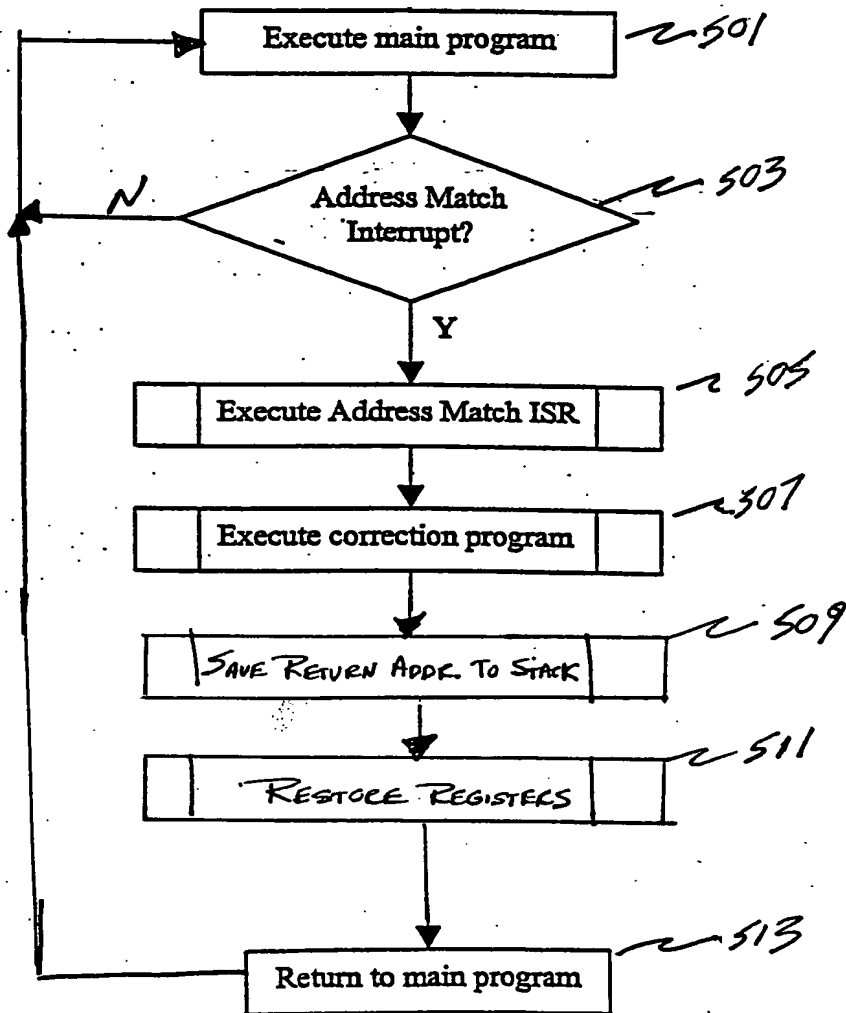 Execute main program
501
Address Match
Interrupt?
503
N
Y
Execute Address Match ISR
505
Execute correction program
507
SAVE RETURN ADDR. TO STACK
509
RESTORE REGISTERS
511
Return to main program
513